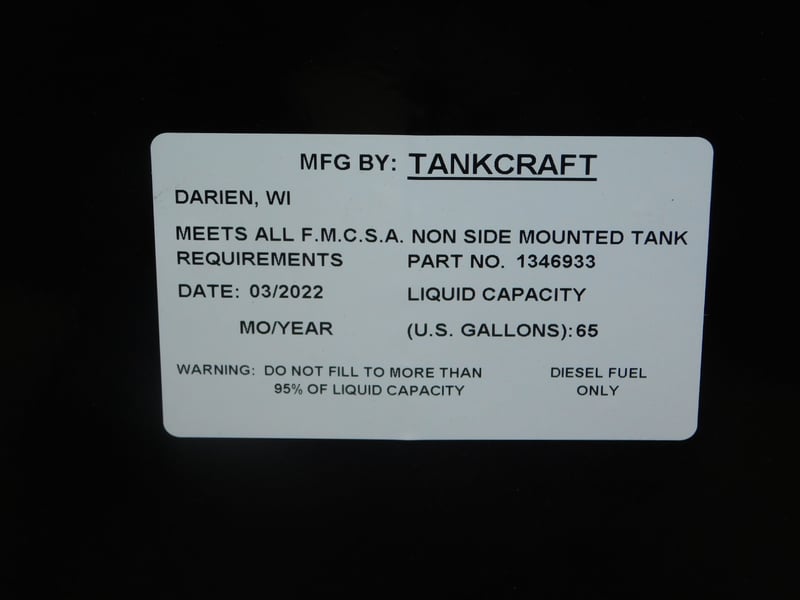 MFG BY: TANKCRAFT
DARIEN, WI
MEETS ALL F.M.C.S.A. NON SIDE MOUNTED TANK
REQUIREMENTS PART NO. 1346933
DATE: 03/2022 LIQUID CAPACITY
MO/YEAR (U.S. GALLONS): 65
WARNING: DO NOT FILL TO MORE THAN DIESEL FUEL
95% OF LIQUID CAPACITY ONLY